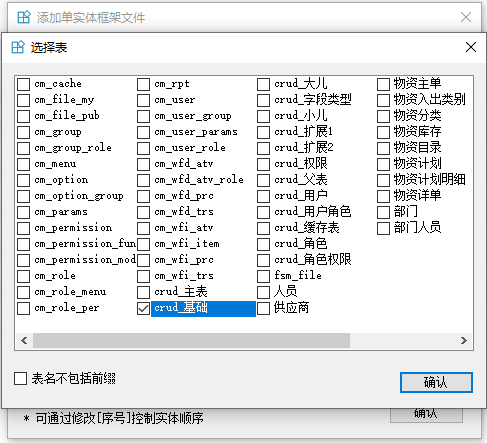 添加单实体框架文件
选择表
cm_cache
cm_file_my
cm_file_pub
cm_group
cm_group_role
cm_menu
cm_option
cm_option_group
cm_params
cm_permission
cm_permission_fun
cm_permission_mod
cm_role
cm_role_menu
cm_role_per
cm_rpt
cm_user
cm_user_group
cm_user_params
cm_user_role
cm_wfd_atv
cm_wfd_atv_role
cm_wfd_prc
cm_wfd_trs
cm_wfi_atv
cm_wfi_item
cm_wfi_prc
cm_wfi_trs
crud_主表
crud_基础
crud_大儿
crud_字段类型
crud_小儿
crud_扩展1
crud_扩展2
crud_权限
crud_父表
crud_用户
crud_用户角色
crud_缓存表
crud_角色
crud_角色权限
fsm_file
人员
供应商
物资主单
物资入出类别
物资分类
物资库存
物资目录
物资计划
物资计划明细
物资详单
部门
部门人员
表名不包括前缀
确认
* 可通过修改[序号]控制实体顺序
确认